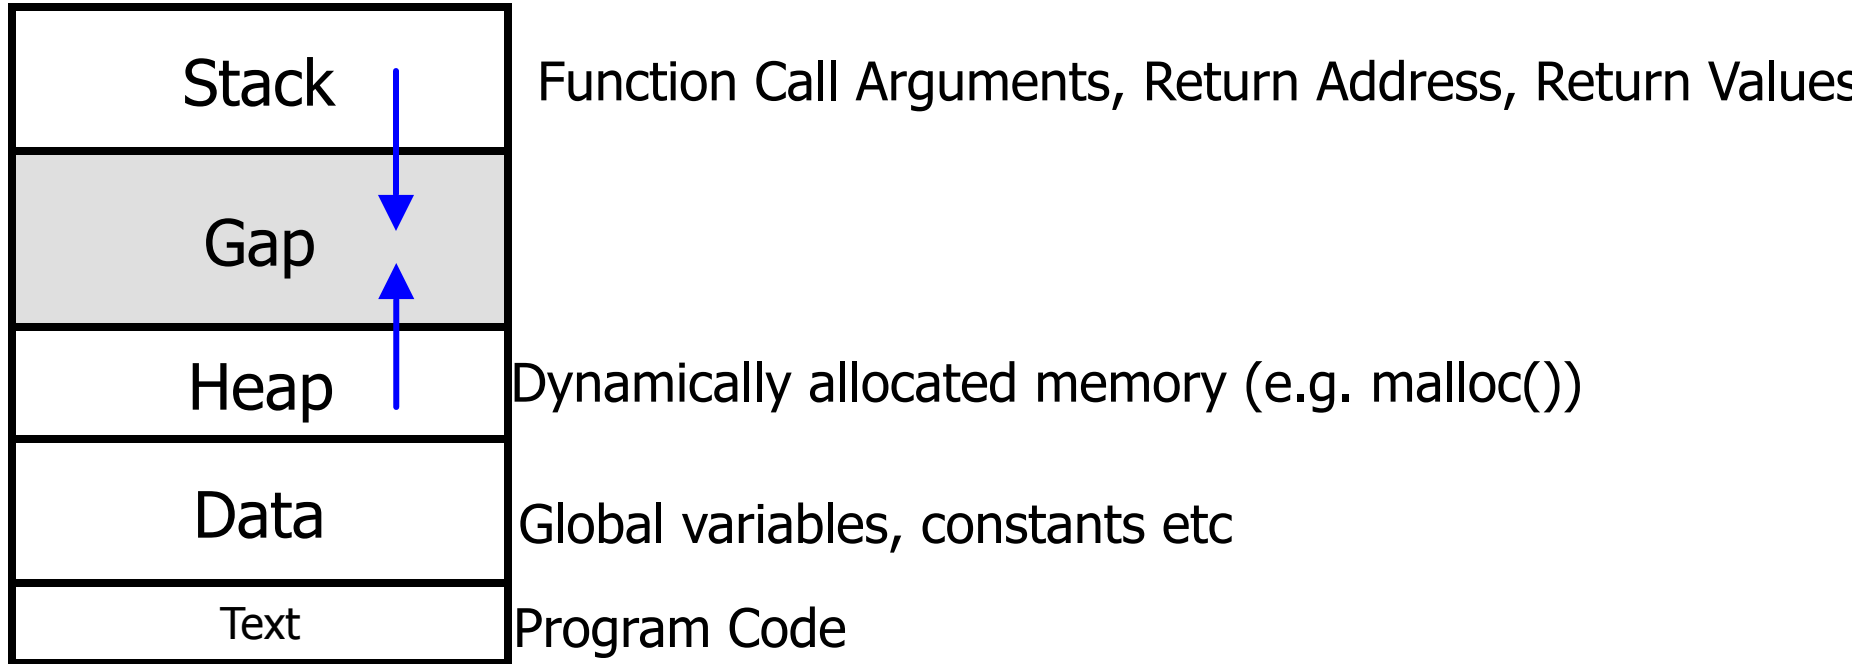 Stack
Function Call Arguments, Return Address, Return Values
Gap
Heap
Dynamically allocated memory (e.g. malloc())
Data
Global variables, constants etc
Text
Program Code